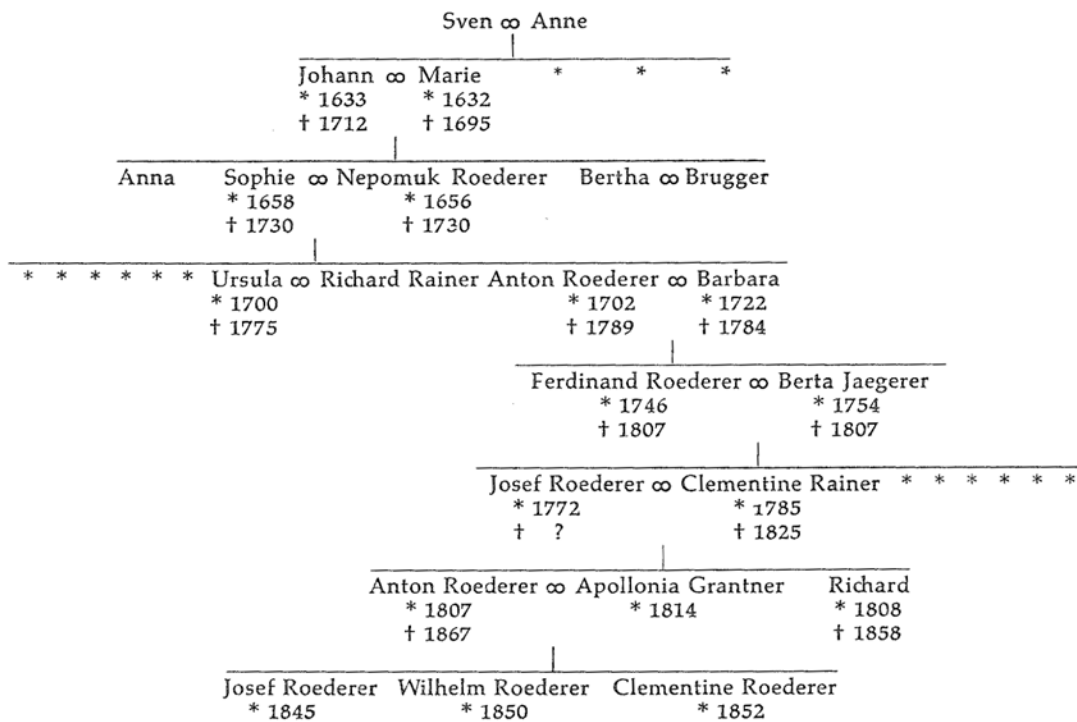 Sven ∞ Anne
Johann ∞ Marie * * *
* 1633 * 1632
† 1712 † 1695
Anna Sophie ∞ Nepomuk Roederer Bertha ∞ Brugger
* 1658 * 1656
† 1730 † 1730
* * * * * * Ursula ∞ Richard Rainer Anton Roederer ∞ Barbara
* 1700 * 1702 * 1722
† 1775 † 1789 † 1784
Ferdinand Roederer ∞ Berta Jaegerer
* 1746 * 1754
† 1807 † 1807
Josef Roederer ∞ Clementine Rainer * * * * * *
* 1772 * 1785
† ? † 1825
Anton Roederer ∞ Apollonia Grantner Richard
* 1807 * 1814 * 1808
† 1867 † 1858
Josef Roederer Wilhelm Roederer Clementine Roederer
* 1845 * 1850 * 1852